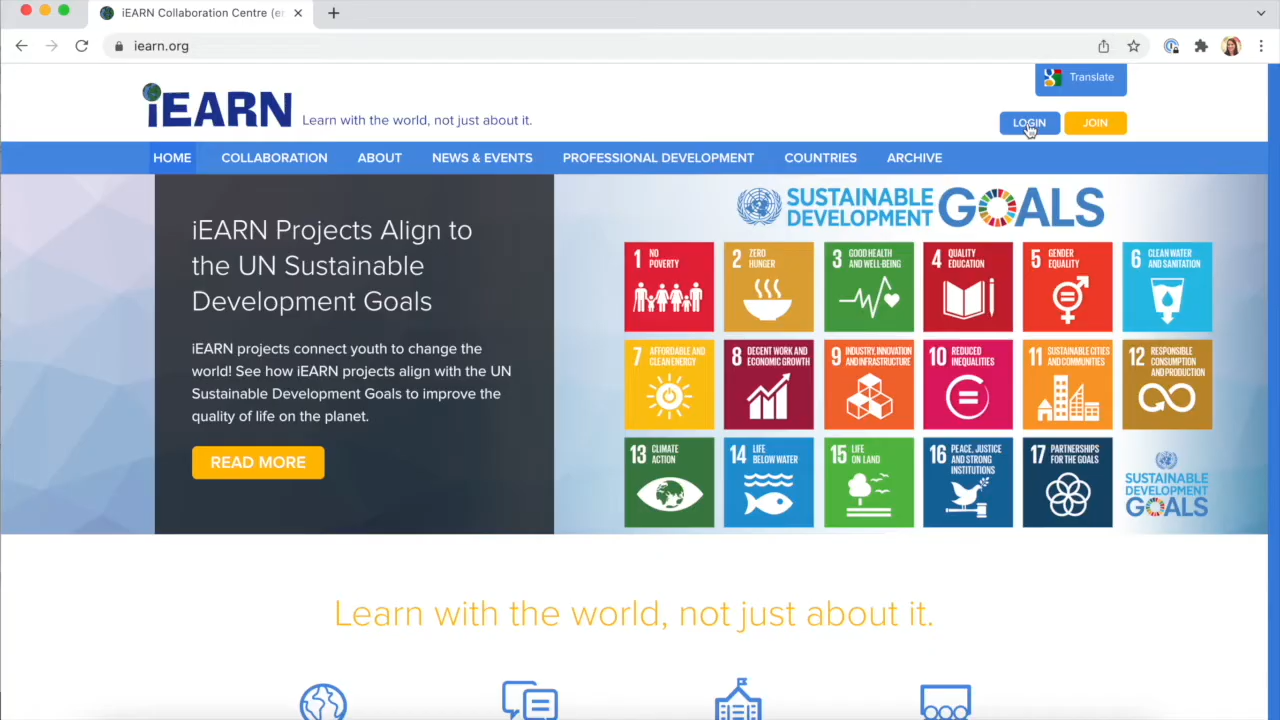 iEARN Collaboration Centre (e
iearn.org
Translate
iEARN Learn with the world, not just about it.
LOGIN JOIN
HOME COLLABORATION ABOUT NEWS & EVENTS PROFESSIONAL DEVELOPMENT COUNTRIES ARCHIVE
iEARN Projects Align to
the UN Sustainable
Development Goals
iEARN projects connect youth to change the
world! See how iEARN projects align with the UN
Sustainable Development Goals to improve the
quality of life on the planet.
READ MORE
SUSTAINABLE
DEVELOPMENT GOALS
1 NO
POVERTY
2 ZERO
HUNGER
3 GOOD HEALTH
AND WELL-BEING
4 QUALITY
EDUCATION
5 GENDER
EQUALITY
6 CLEAN WATER
AND SANITATION
7 AFFORDABLE AND
CLEAN ENERGY
8 DECENT WORK AND
ECONOMIC GROWTH
9 INDUSTRY, INNOVATION
AND INFRASTRUCTURE
10 REDUCED
INEQUALITIES
11 SUSTAINABLE CITIES
AND COMMUNITIES
12 RESPONSIBLE
CONSUMPTION
AND PRODUCTION
13 CLIMATE
ACTION
14 LIFE
BELOW WATER
15 LIFE
ON LAND
16 PEACE, JUSTICE
AND STRONG
INSTITUTIONS
17 PARTNERSHIPS
FOR THE GOALS
SUSTAINABLE
DEVELOPMENT
GOALS
Learn with the world, not just about it.